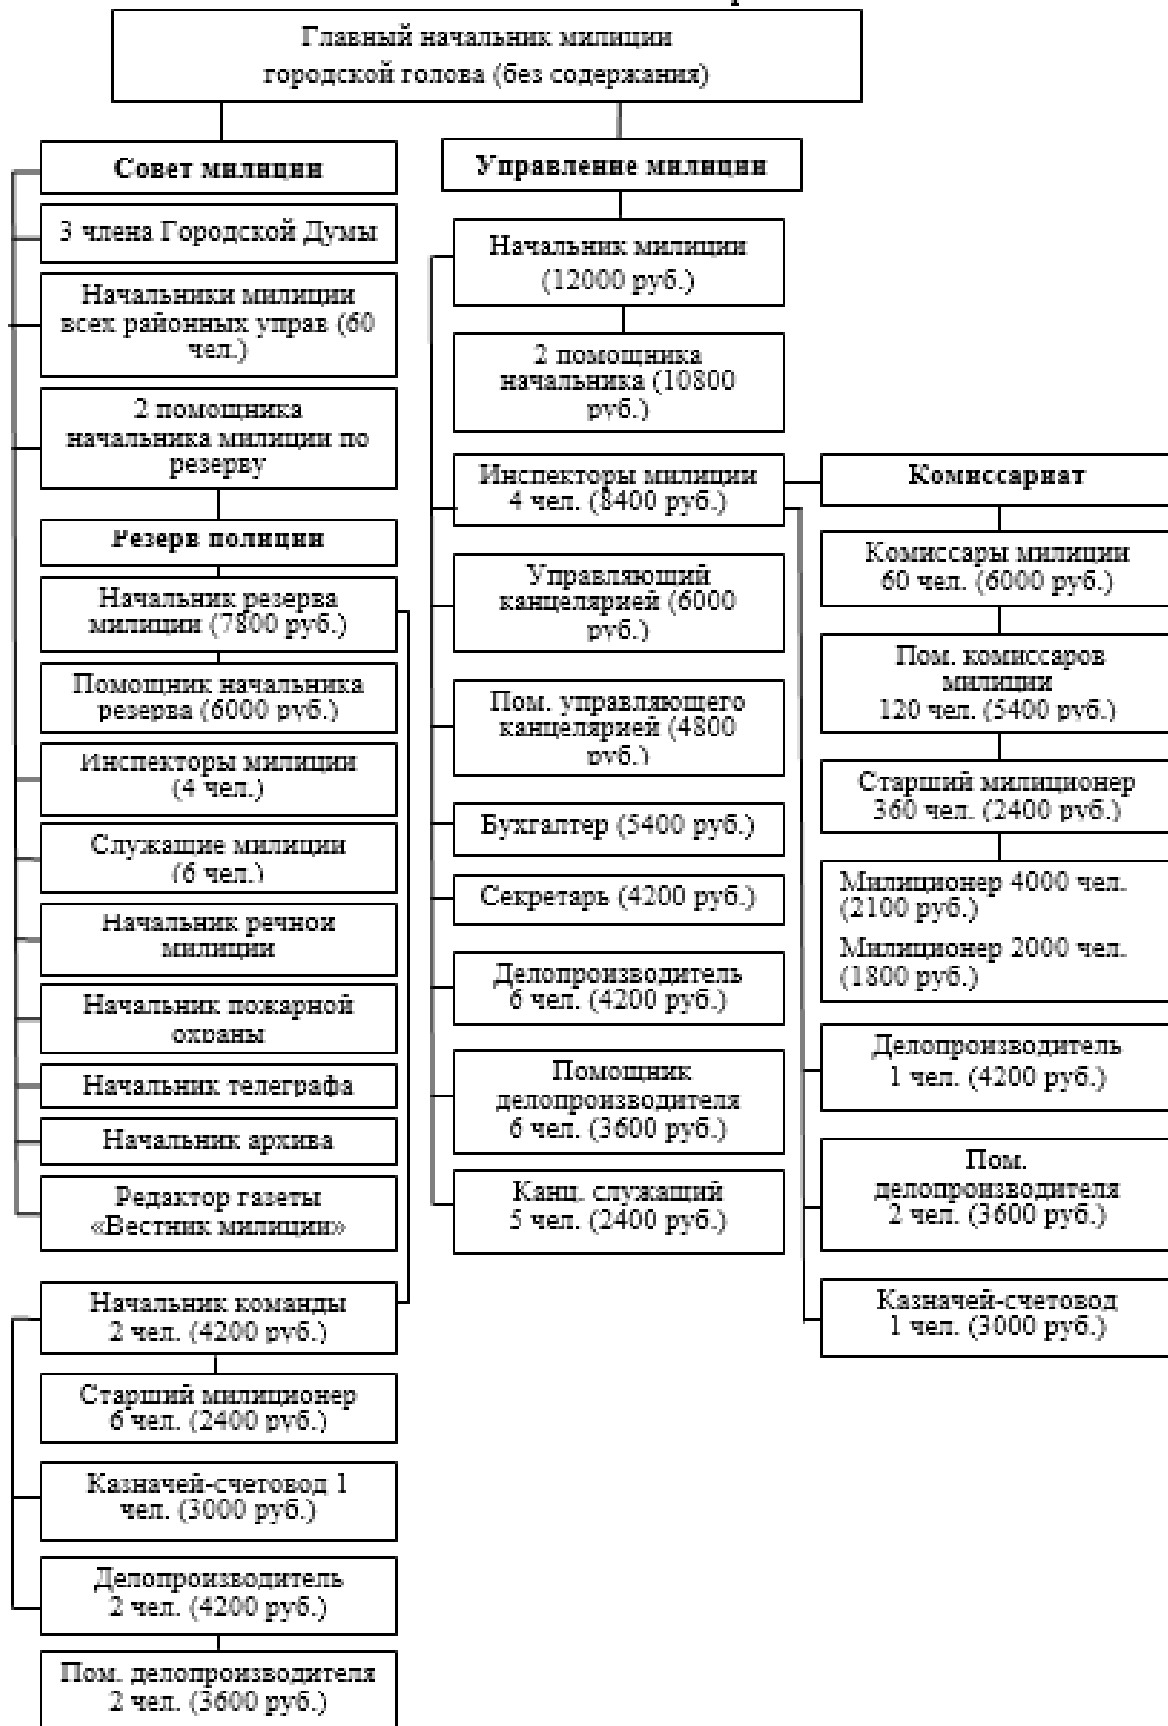 Главный начальник милиции
городской голова (без содержания)
Совет милиции
3 члена Городской Думы
Начальники милиции
всех районных управ (60
чел.)
2 помощника
начальника милиции по
резерву
Резерв полиции
Начальник резерва
милиции (7800 руб.)
Помощник начальника
резерва (6000 руб.)
Инспекторы милиции
(4 чел.)
Служащие милиции
(6 чел.)
Начальник речной
милиции
Начальник пожарной
охраны
Начальник телеграфа
Начальник архива
Редактор газеты
«Вестник милиции»
Начальник команды
2 чел. (4200 руб.)
Старший милиционер
6 чел. (2400 руб.)
Казначей-счетовод 1
чел. (3000 руб.)
Делопроизводитель
2 чел. (4200 руб.)
Пом. делопроизводителя
2 чел. (3600 руб.)
Управление милиции
Начальник милиции
(12000 руб.)
2 помощника
начальника (10800
руб.)
Инспекторы милиции
4 чел. (8400 руб.)
Управляющий
канцелярией (6000
руб.)
Пом. управляющего
канцелярией (4800
руб.)
Бухгалтер (5400 руб.)
Секретарь (4200 руб.)
Делопроизводитель
6 чел. (4200 руб.)
Помощник
делопроизводителя
6 чел. (3600 руб.)
Канц. служащий
5 чел. (2400 руб.)
Комиссариат
Комиссары милиции
60 чел. (6000 руб.)
Пом. комиссаров
милиции
120 чел. (5400 руб.)
Старший милиционер
360 чел. (2400 руб.)
Милиционер 4000 чел.
(2100 руб.)
Милиционер 2000 чел.
(1800 руб.)
Делопроизводитель
1 чел. (4200 руб.)
Пом.
делопроизводителя
2 чел. (3600 руб.)
Казначей-счетовод
1 чел. (3000 руб.)